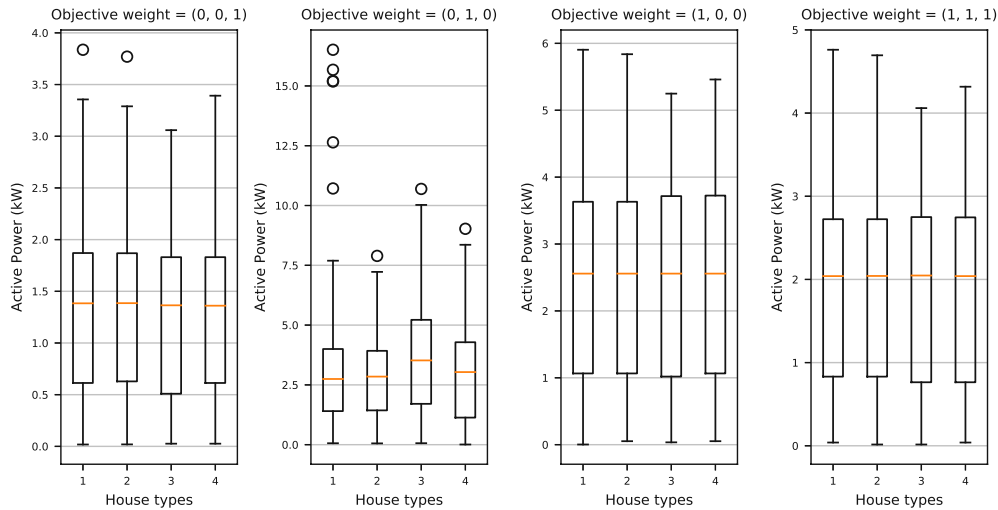 Objective weight = (0, 0, 1)
4.0
3.5
3.0
2.5
2.0
1.5
1.0
0.5
0.0
Active Power (kW)
1 2 3 4
House types
Objective weight = (0, 1, 0)
15.0
12.5
10.0
7.5
5.0
2.5
0.0
Active Power (kW)
1 2 3 4
House types
Objective weight = (1, 0, 0)
6
5
4
3
2
1
0
Active Power (kW)
1 2 3 4
House types
Objective weight = (1, 1, 1)
5
4
3
2
1
0
Active Power (kW)
1 2 3 4
House types